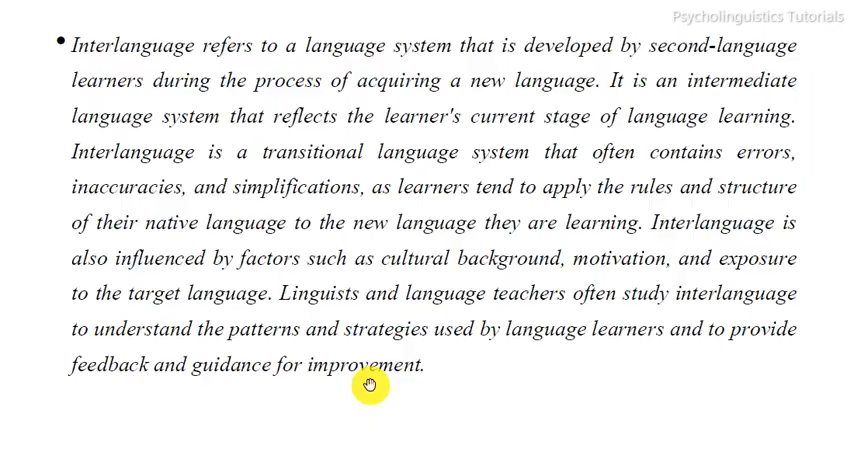 Psycholinguistics Tutorials
• Interlanguage refers to a language system that is developed by second-language
learners during the process of acquiring a new language. It is an intermediate
language system that reflects the learner's current stage of language learning.
Interlanguage is a transitional language system that often contains errors,
inaccuracies, and simplifications, as learners tend to apply the rules and structure
of their native language to the new language they are learning. Interlanguage is
also influenced by factors such as cultural background, motivation, and exposure
to the target language. Linguists and language teachers often study interlanguage
to understand the patterns and strategies used by language learners and to provide
feedback and guidance for improvement.